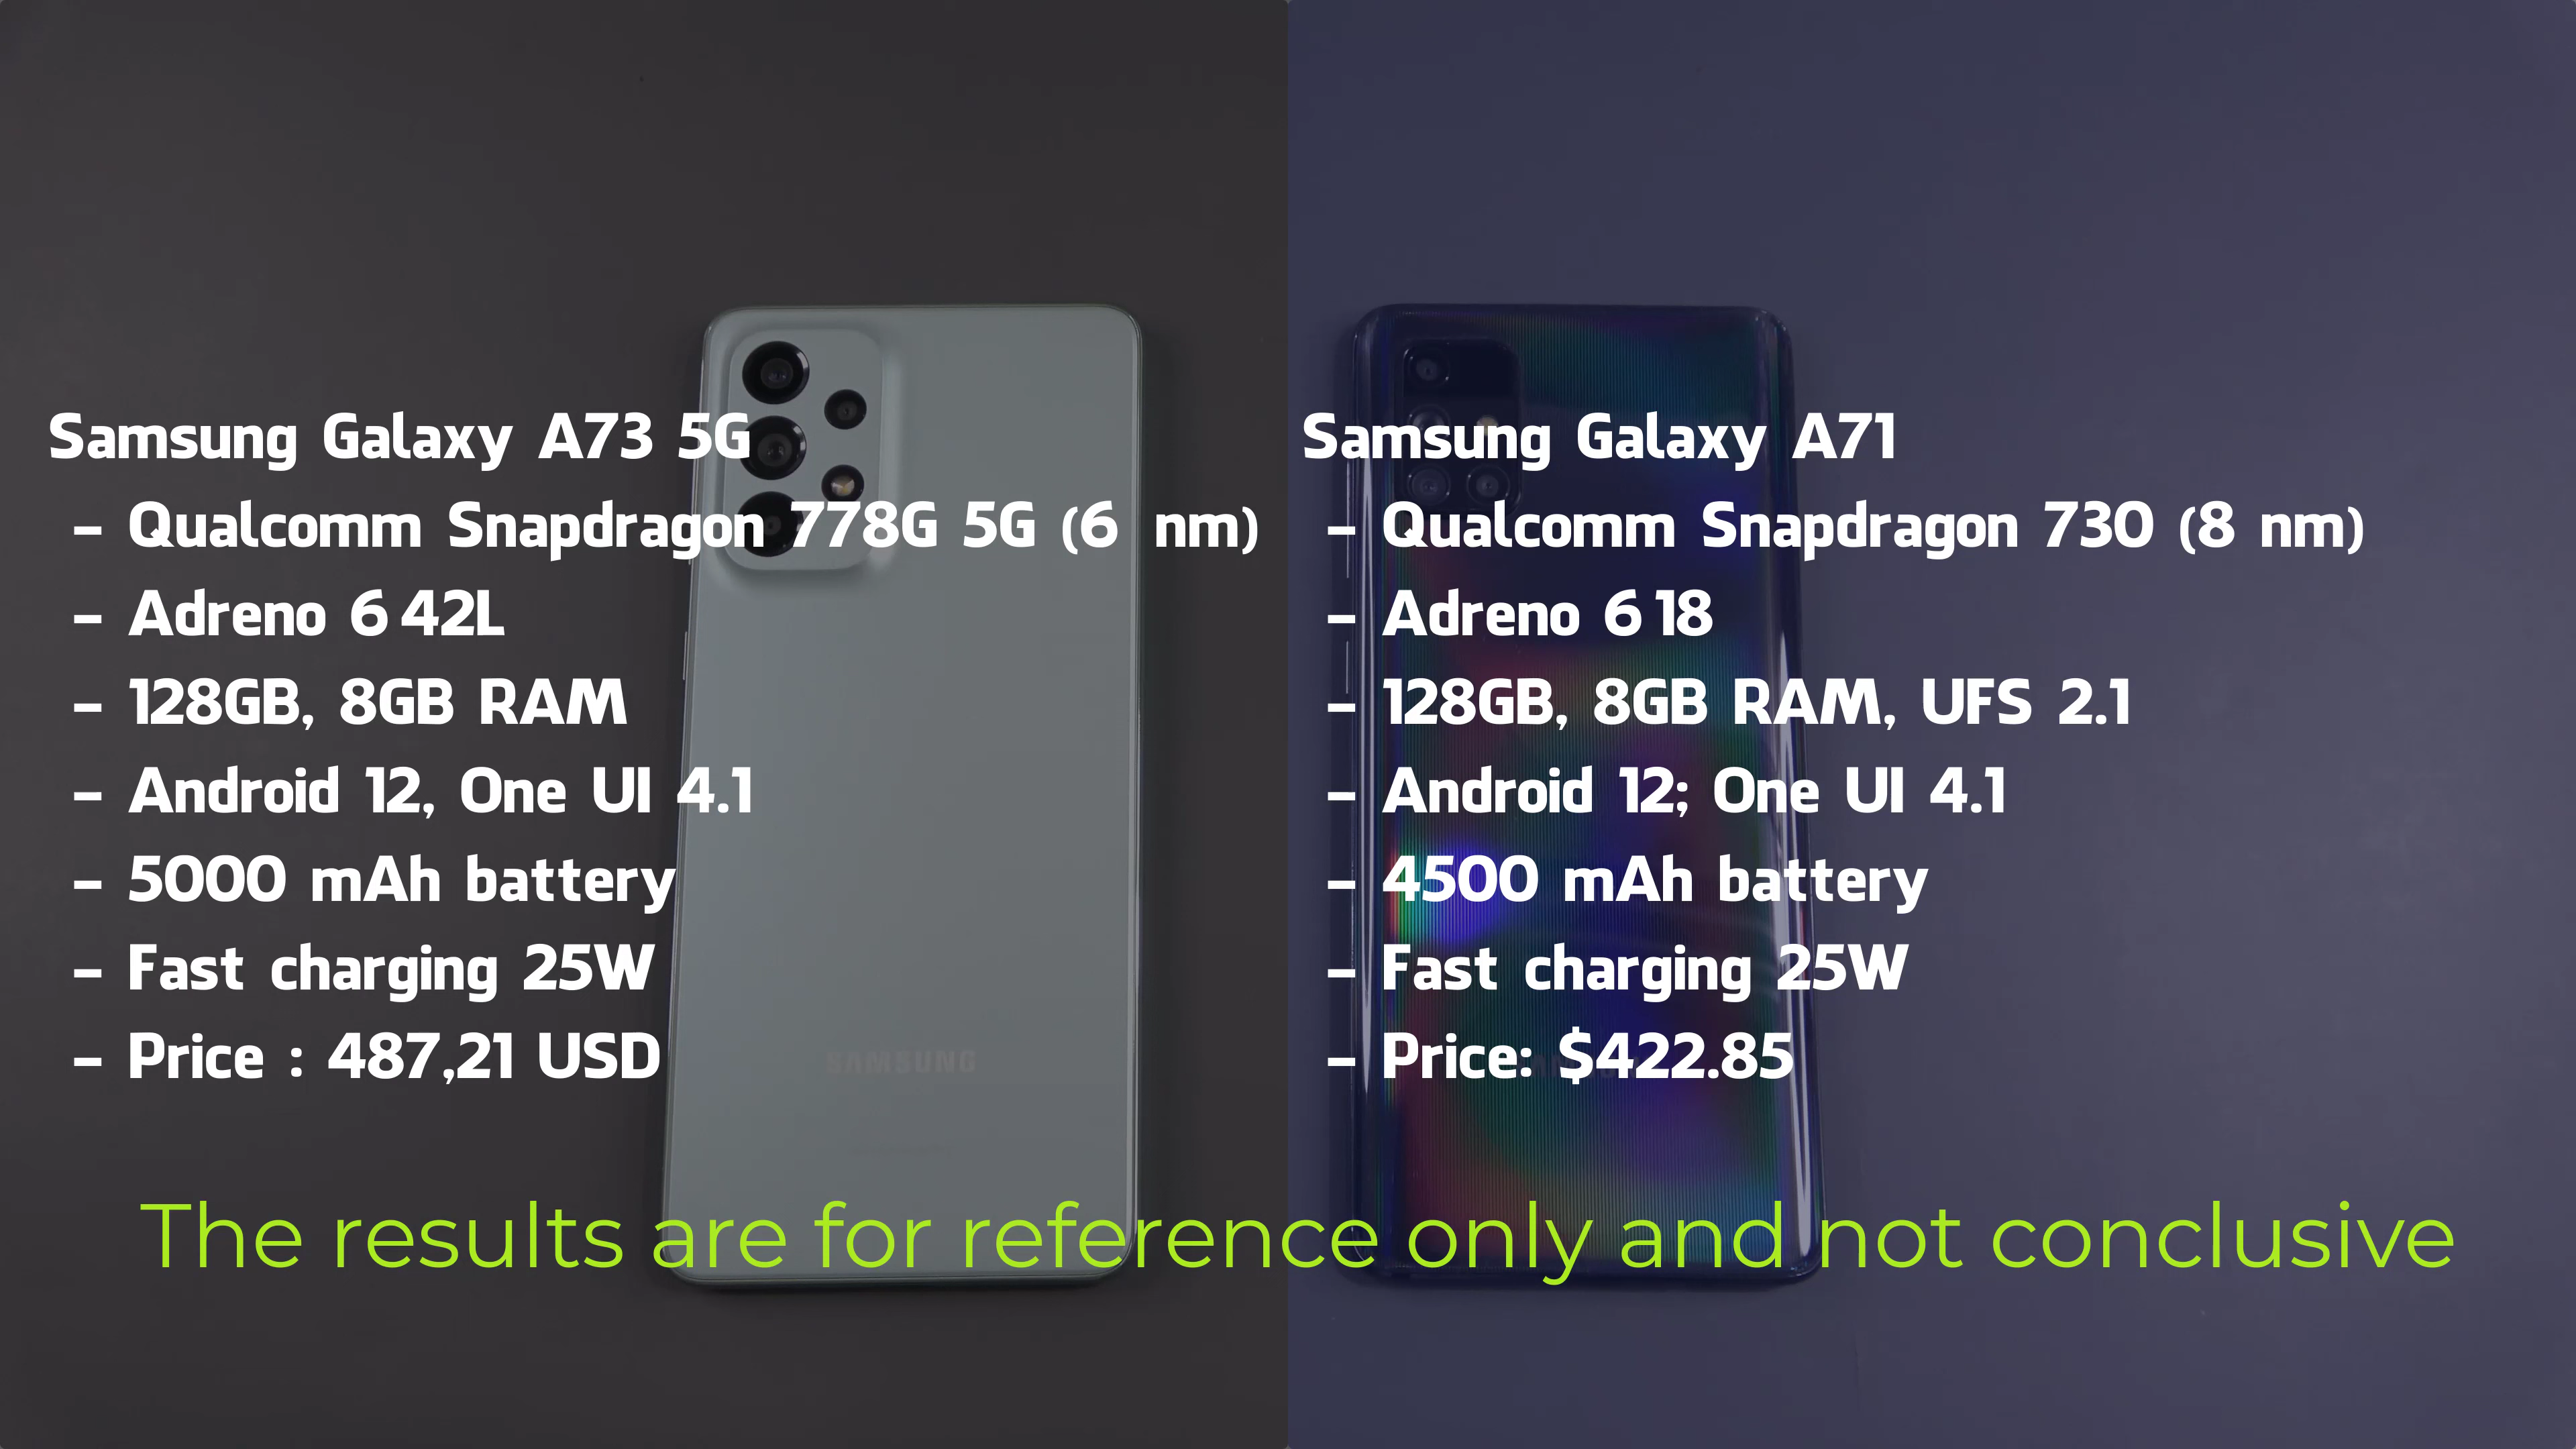 Samsung Galaxy A73 5G
- Qualcomm Snapdragon 778G 5G (6 nm)
- Adreno 642L
- 128GB, 8GB RAM
- Android 12, One UI 4.1
- 5000 mAh battery
- Fast charging 25W
- Price : 487,21 USD
SAMSUNG
Samsung Galaxy A71
- Qualcomm Snapdragon 730 (8 nm)
- Adreno 618
- 128GB, 8GB RAM, UFS 2.1
- Android 12; One UI 4.1
- 4500 mAh battery
- Fast charging 25W
- Price: $422.85
The results are for reference only and not conclusive